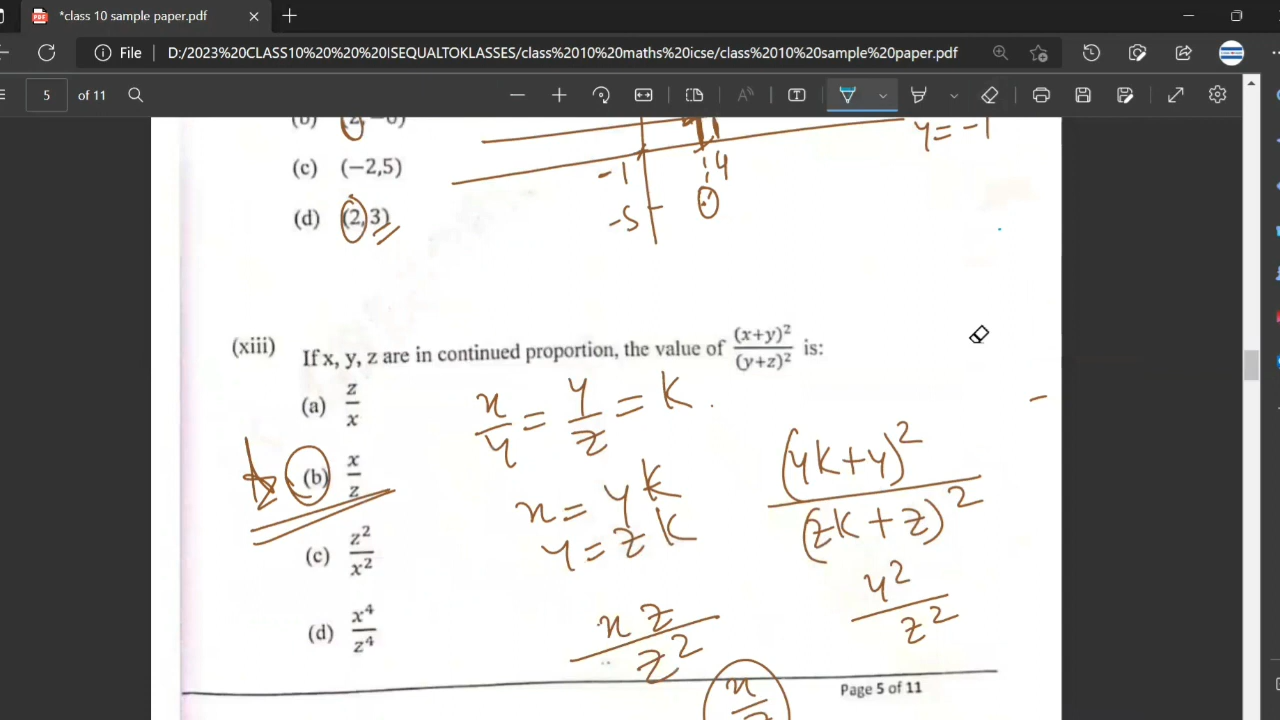 *class 10 sample paper.pdf
File D:/2023%20CLASS10%20%20%20ISEQUALTOKLASSES/class%2010%20maths%20icse/class%2010%20sample%20paper.pdf
5 of 11
(c) (−2,5)
(d) (2,3)
-1 4
-5
y = -1
(xiii) If x, y, z are in continued proportion, the value of (x+y)²/(y+z)² is:
(a) z/x
(b) x/z
(c) z²/x²
(d) x⁴/z⁴
x/y = y/z = k
x = yk
y = zk
(yk+y)²/(zk+z)²
y²/z²
xz/z²
Page 5 of 11